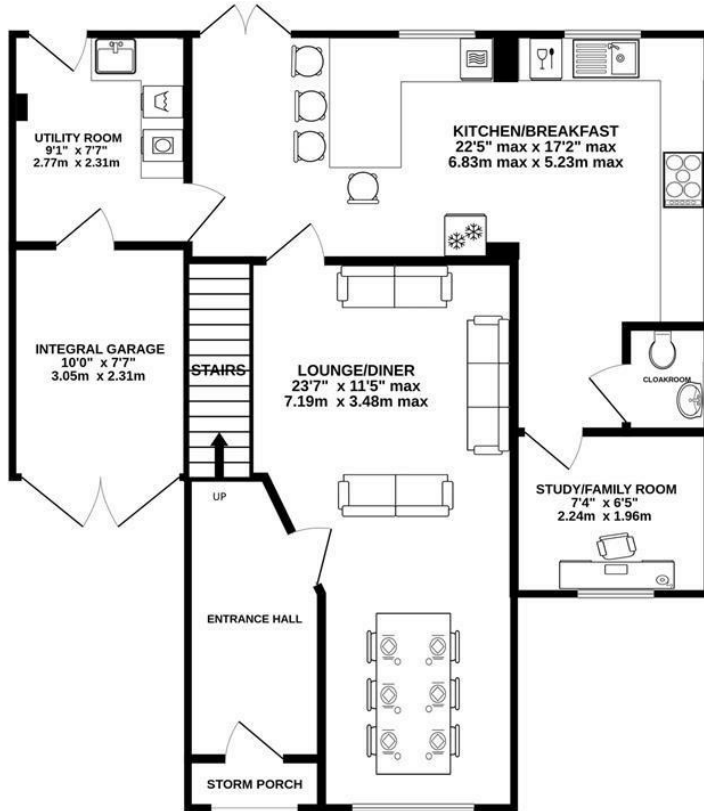 UTILITY ROOM
9'1" x 7'7"
2.77m x 2.31m
KITCHEN/BREAKFAST
22'5" max x 17'2" max
6.83m max x 5.23m max
INTEGRAL GARAGE
10'0" x 7'7"
3.05m x 2.31m
STAIRS
LOUNGE/DINER
23'7" x 11'5" max
7.19m x 3.48m max
CLOAKROOM
UP
STUDY/FAMILY ROOM
7'4" x 6'5"
2.24m x 1.96m
ENTRANCE HALL
STORM PORCH